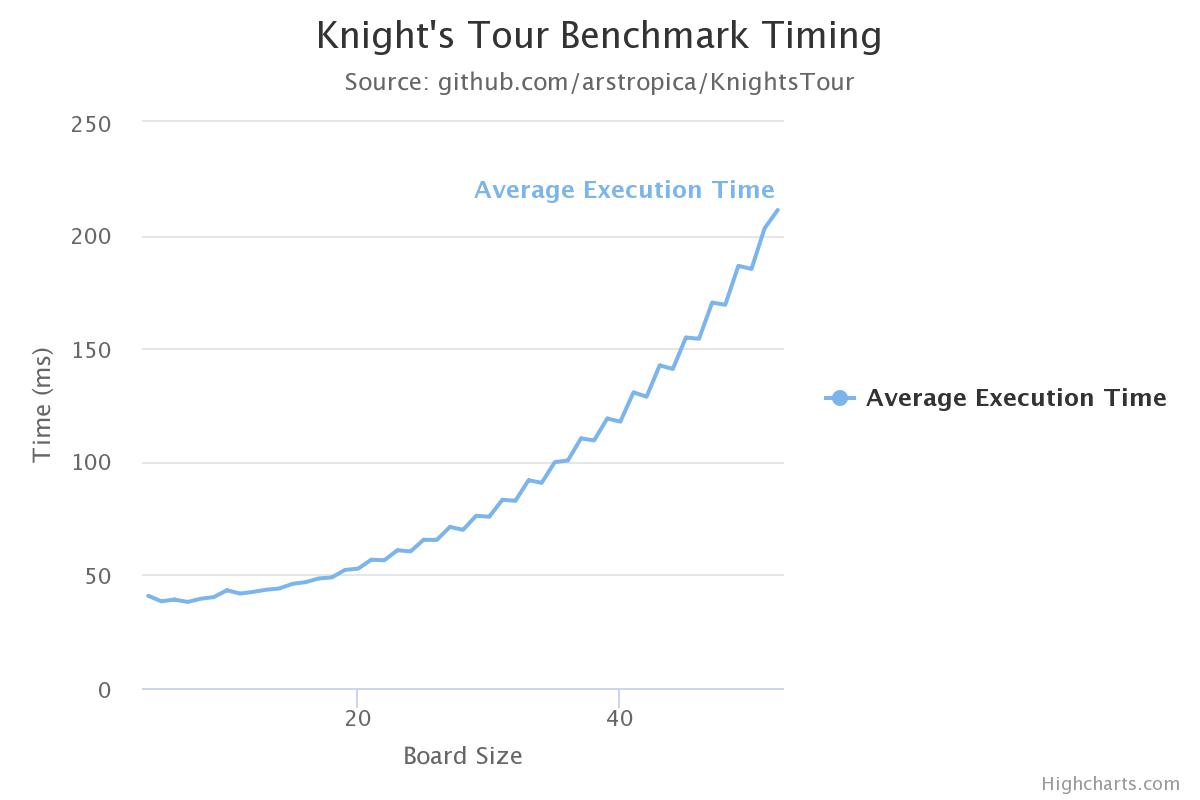 Knight's Tour Benchmark Timing
Source: github.com/arstropica/KnightsTour
250
200
150
100
50
0
Time (ms)
Average Execution Time
20
40
Board Size
Average Execution Time
Highcharts.com